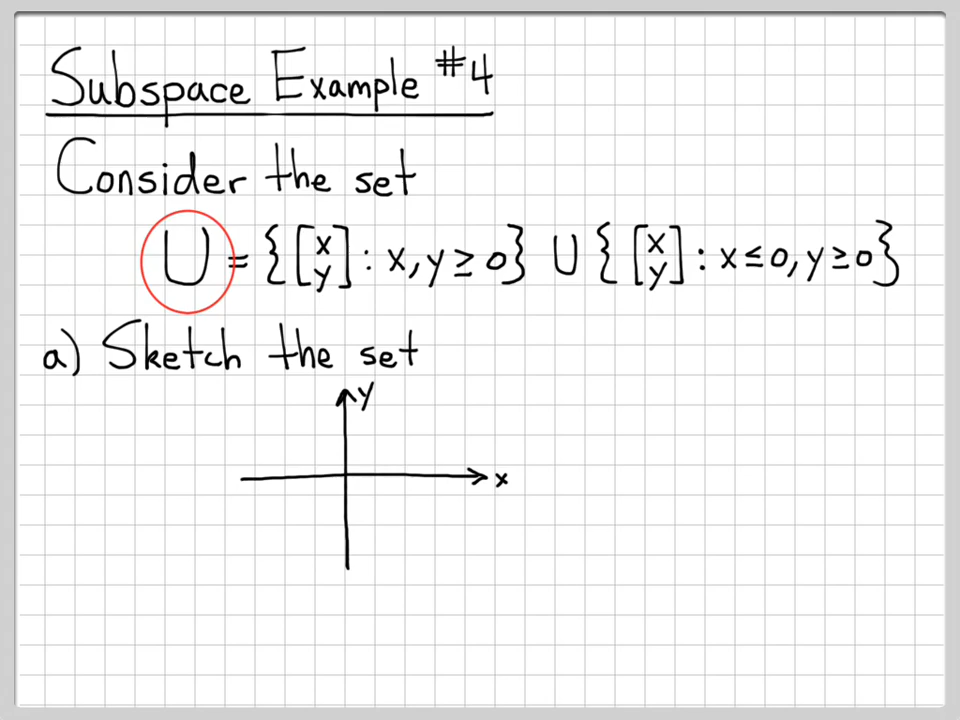 Subspace Example #4
Consider the set
U = {[x y] : x, y ≥ 0} ∪ {[x y] : x ≤ 0, y ≥ 0}
a) Sketch the set
y
x